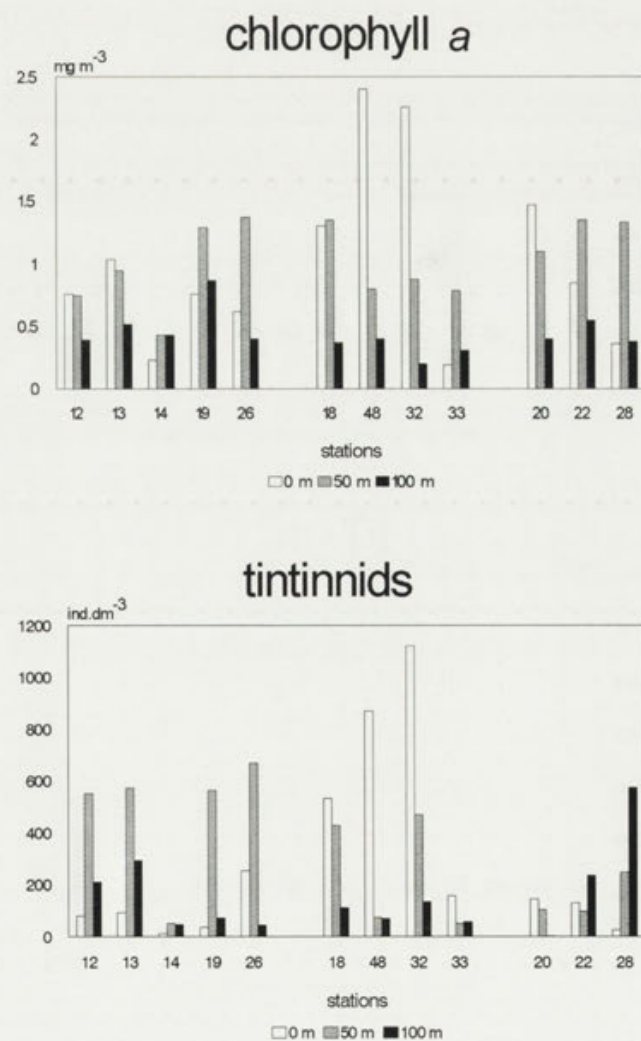 chlorophyll a
mg m-3
2.5
2
1.5
1
0.5
0
12 13 14 19 26 18 48 32 33 20 22 28
stations
0 m 50 m 100 m
tintinnids
ind.dm-3
1200
1000
800
600
400
200
0
12 13 14 19 26 18 48 32 33 20 22 28
stations
0 m 50 m 100 m